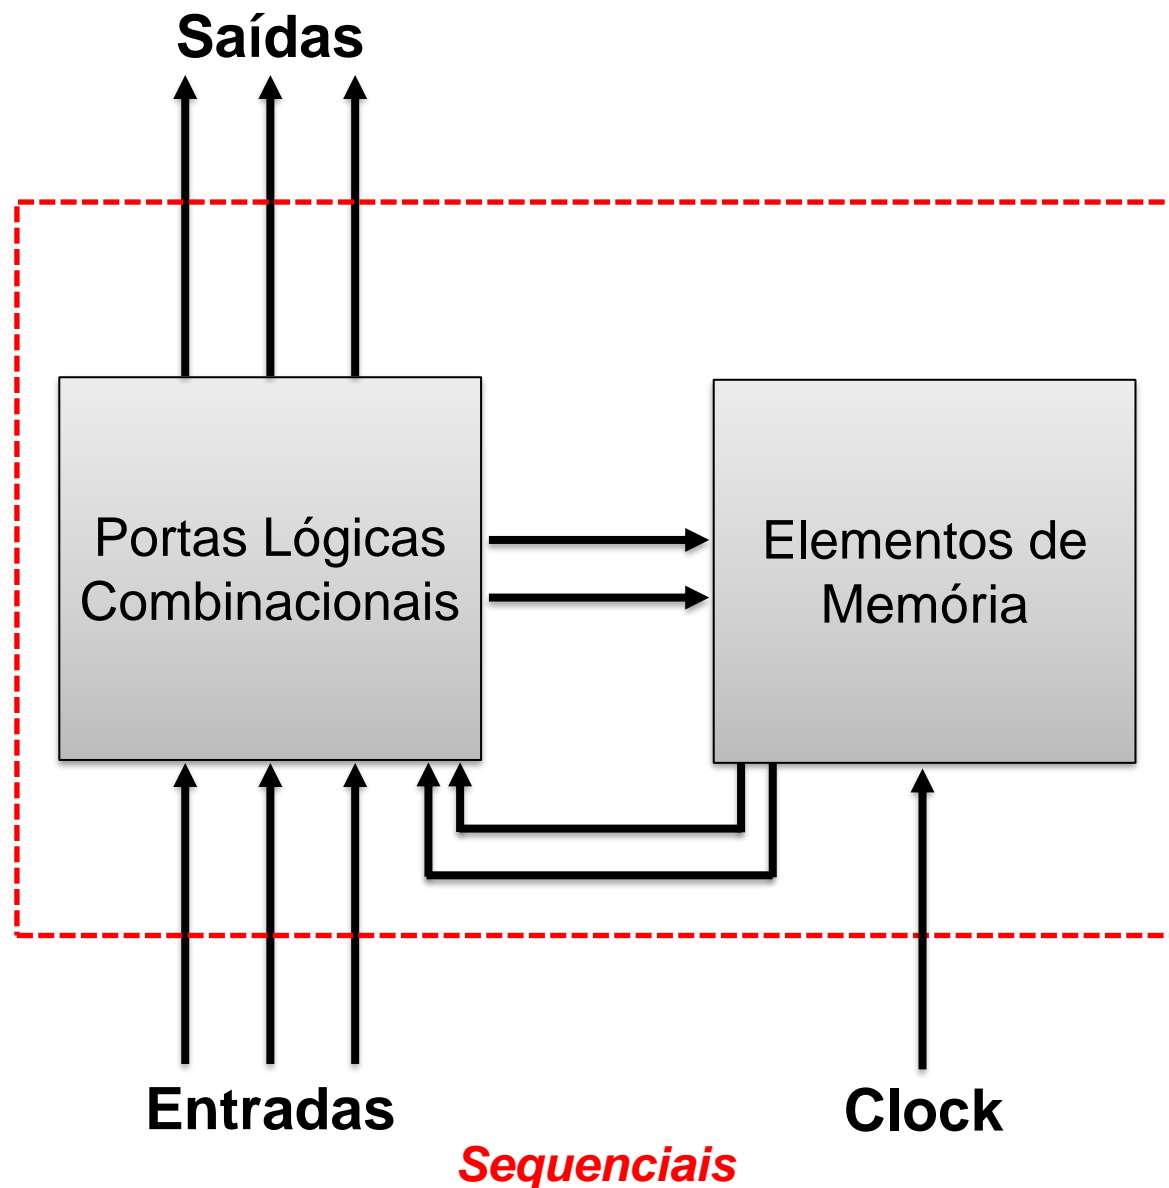 Saídas
Portas Lógicas
Combinacionais
Elementos de
Memória
Entradas
Clock
Sequenciais